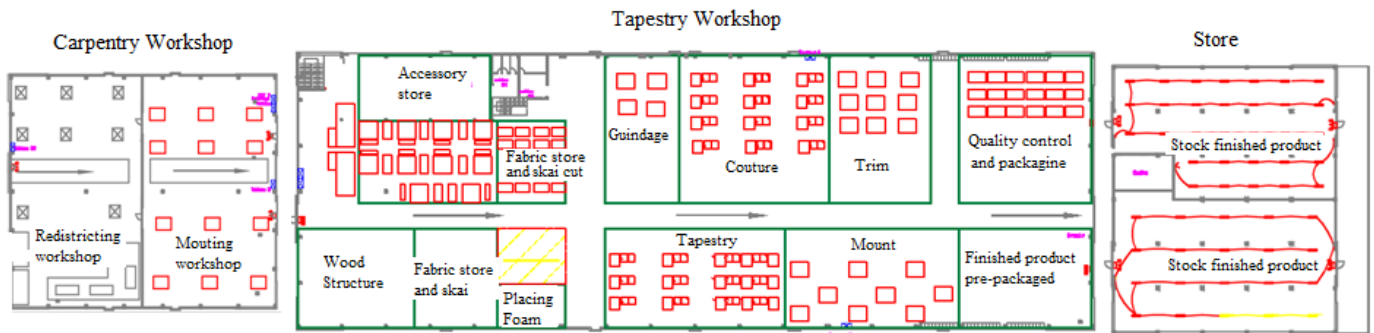 Tapestry Workshop
Carpentry Workshop
Store
Accessory
store
Guindage
Fabric store
and skai cut
Couture
Trim
Quality control
and packagine
Stock finished product
Redistricting
workshop
Mouting
workshop
Wood
Structure
Fabric store
and skai
Placing
Foam
Tapestry
Mount
Finished product
pre-packaged
Stock finished product